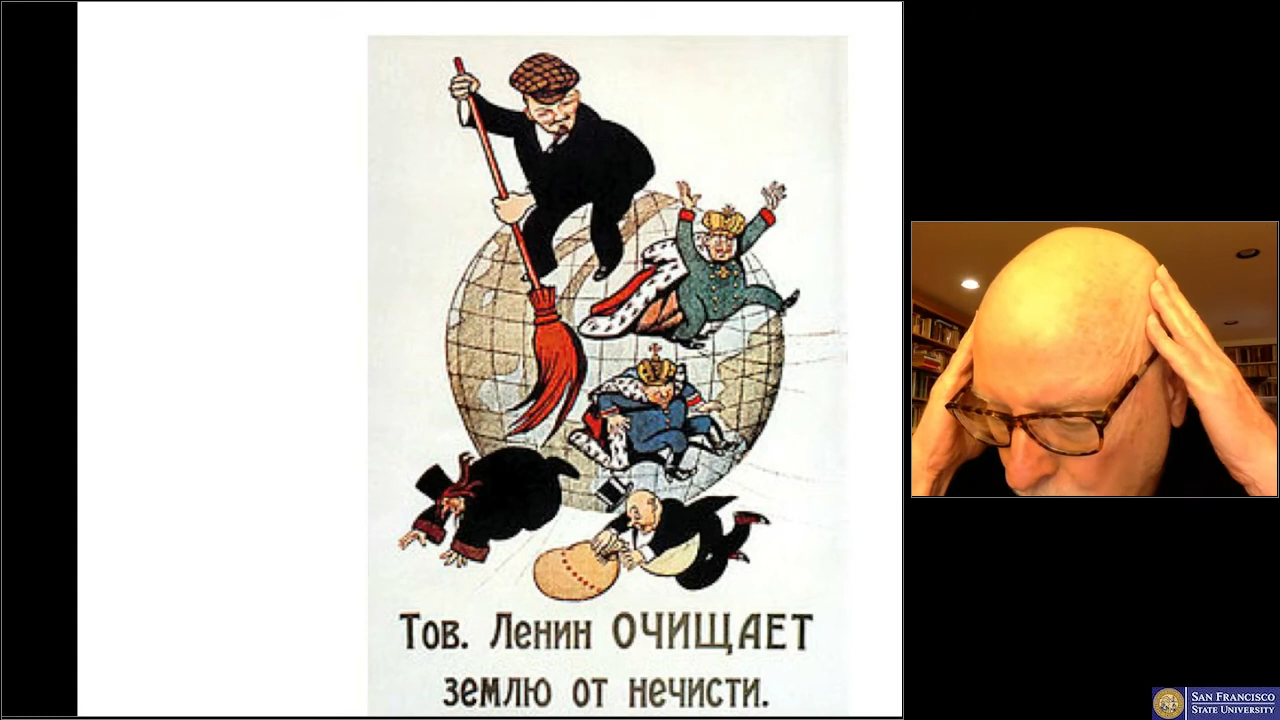 Тов. Ленин ОЧИЩАЕТ
землю от нечисти.
SAN FRANCISCO
STATE UNIVERSITY